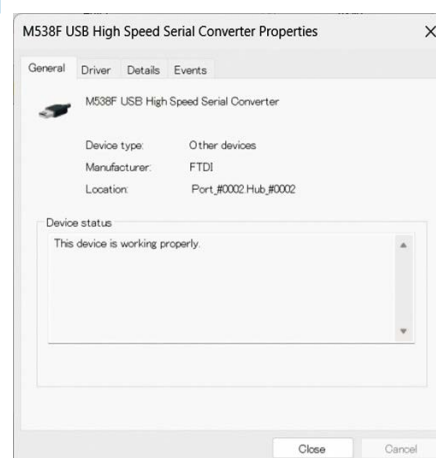 M538F USB High Speed Serial Converter Properties
General Driver Details Events
M538F USB High Speed Serial Converter
Device type: Other devices
Manufacturer: FTDI
Location: Port_#0002.Hub_#0002
Device status
This device is working properly.
Close Cancel